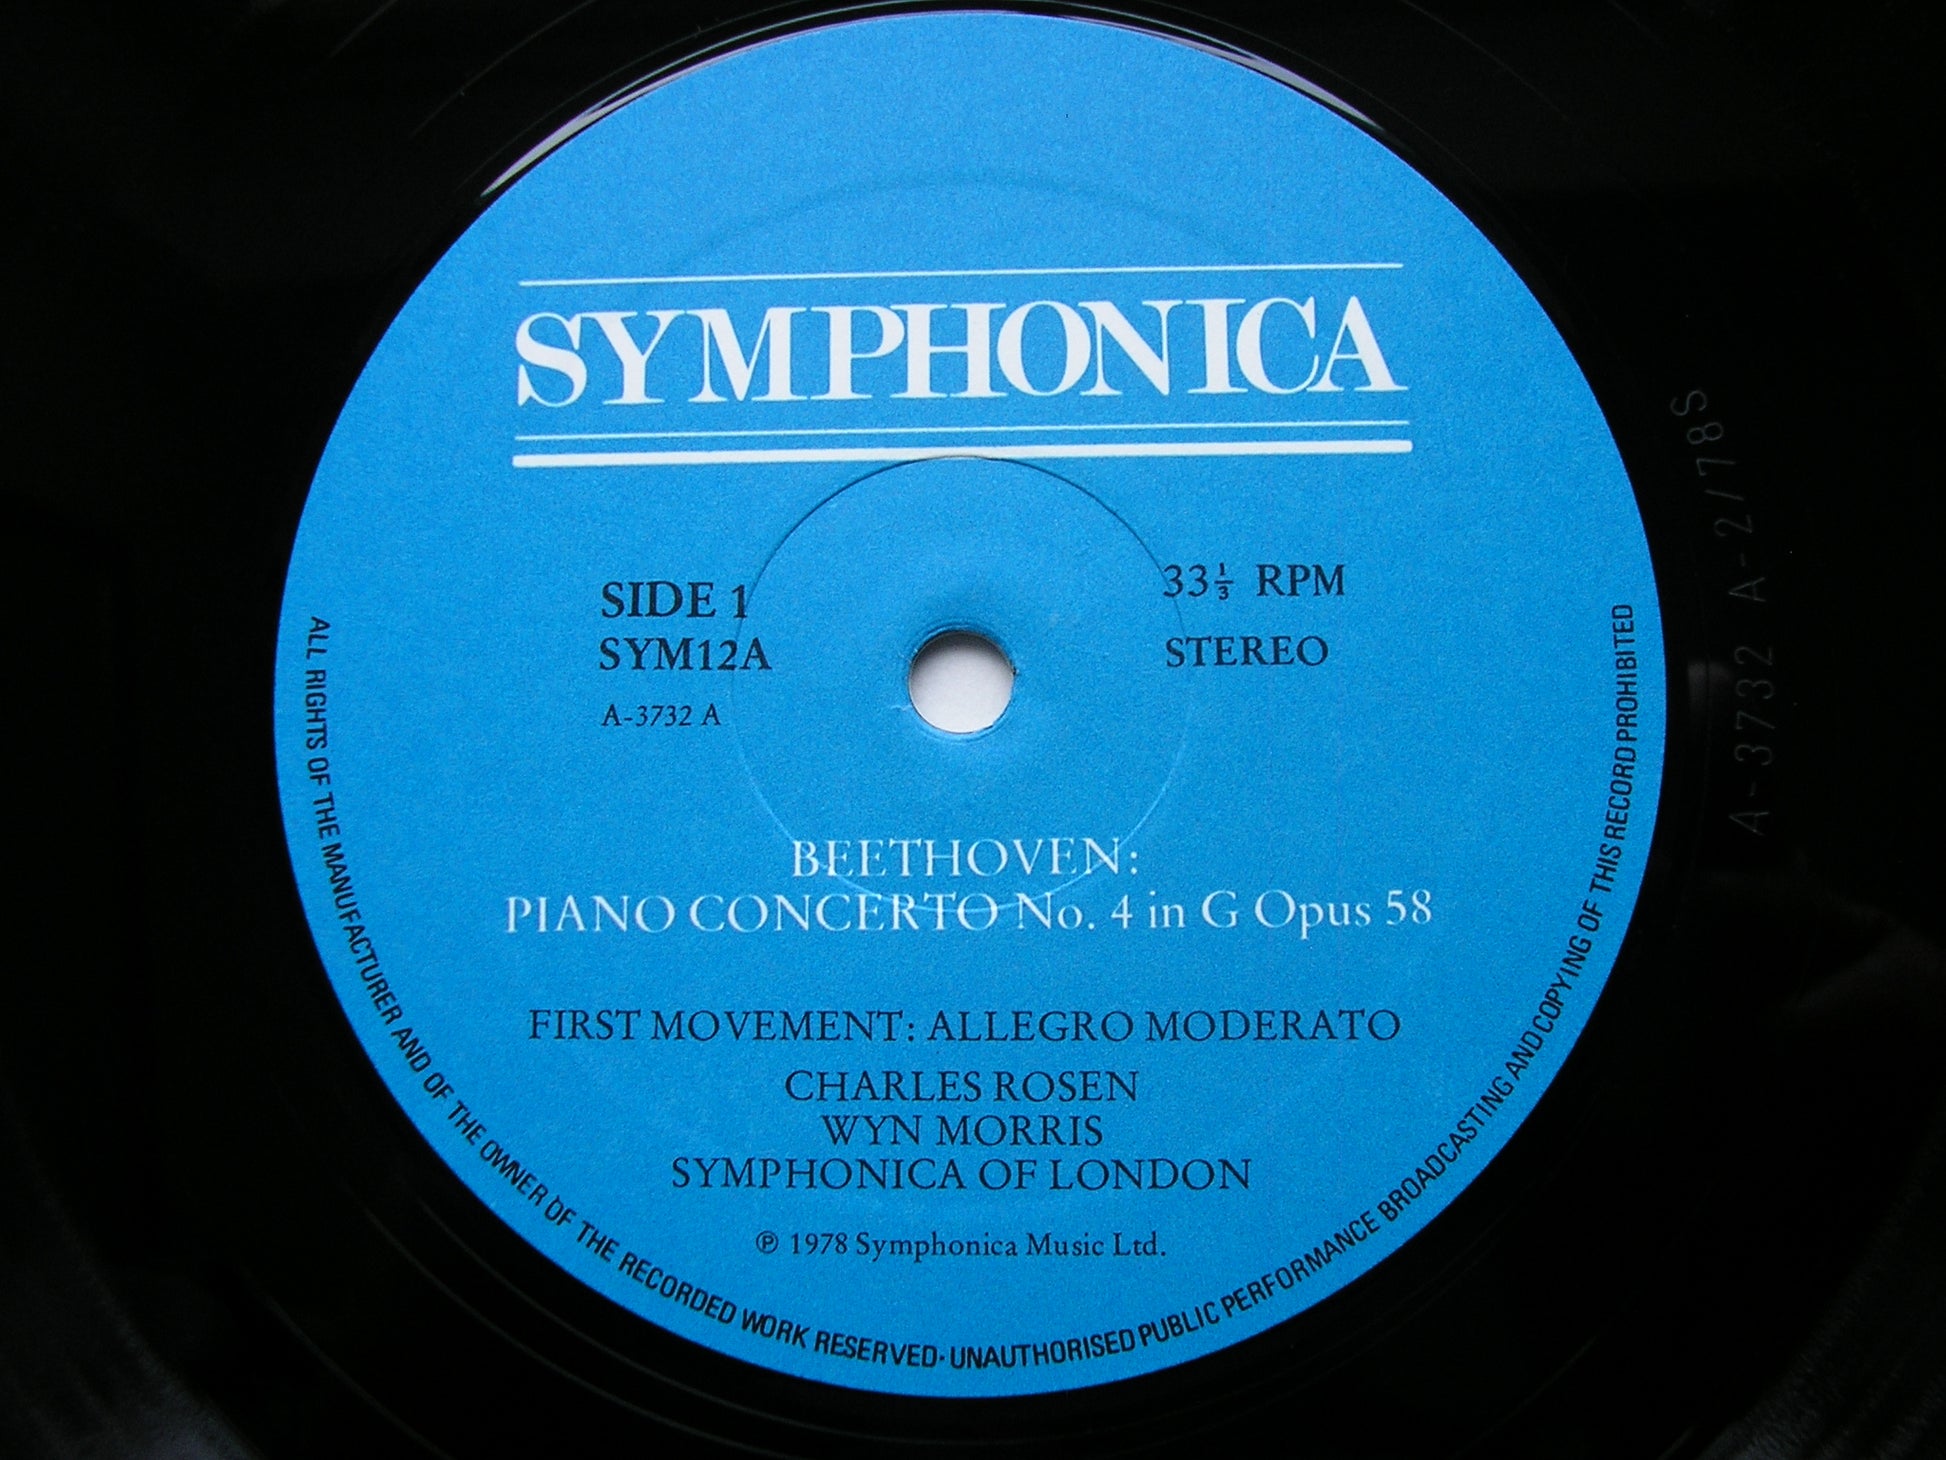 SYMPHONICA
SIDE 1
SYM12A
A-3732 A
33⅓ RPM
STEREO
BEETHOVEN:
PIANO CONCERTO No. 4 in G Opus 58
FIRST MOVEMENT: ALLEGRO MODERATO
CHARLES ROSEN
WYN MORRIS
SYMPHONICA OF LONDON
℗ 1978 Symphonica Music Ltd.
ALL RIGHTS OF THE MANUFACTURER AND OF THE OWNER OF THE RECORDED WORK RESERVED· UNAUTHORISED PUBLIC PERFORMANCE BROADCASTING AND COPYING OF THIS RECORD PROHIBITED
A-3732 A-2/78S